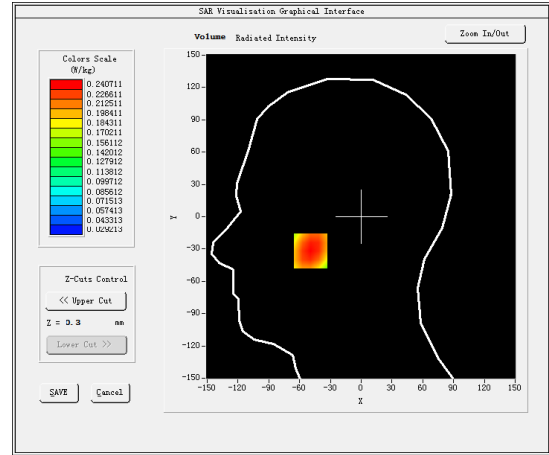 SAR Visualisation Graphical Interface
Volume Radiated Intensity
Zoom In/Out
Colors Scale
(W/kg)
0.240711
0.226611
0.212511
0.198411
0.184311
0.170211
0.156112
0.142012
0.127912
0.113812
0.099712
0.085612
0.071513
0.057413
0.043313
0.029213
Z-Cuts Control
<< Upper Cut
Z = 0.3 mm
Lower Cut >>
SAVE Cancel
150
120
90
60
30
0
-30
-60
-90
-120
-150
Y
-150 -120 -90 -60 -30 0 30 60 90 120 150
X